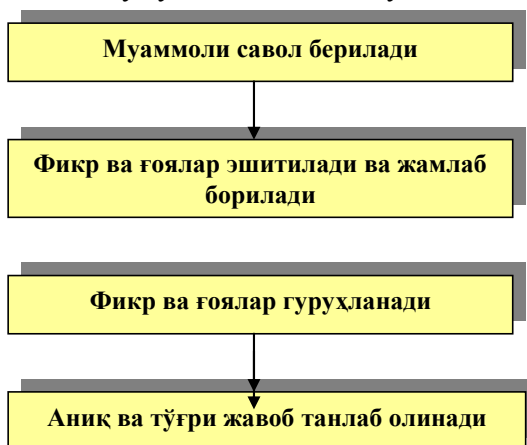 Муаммоли савол берилади
Фикр ва ғоялар эшитилади ва жамлаб
борилади
Фикр ва ғоялар гуруҳланади
Аниқ ва тўғри жавоб танлаб олинади